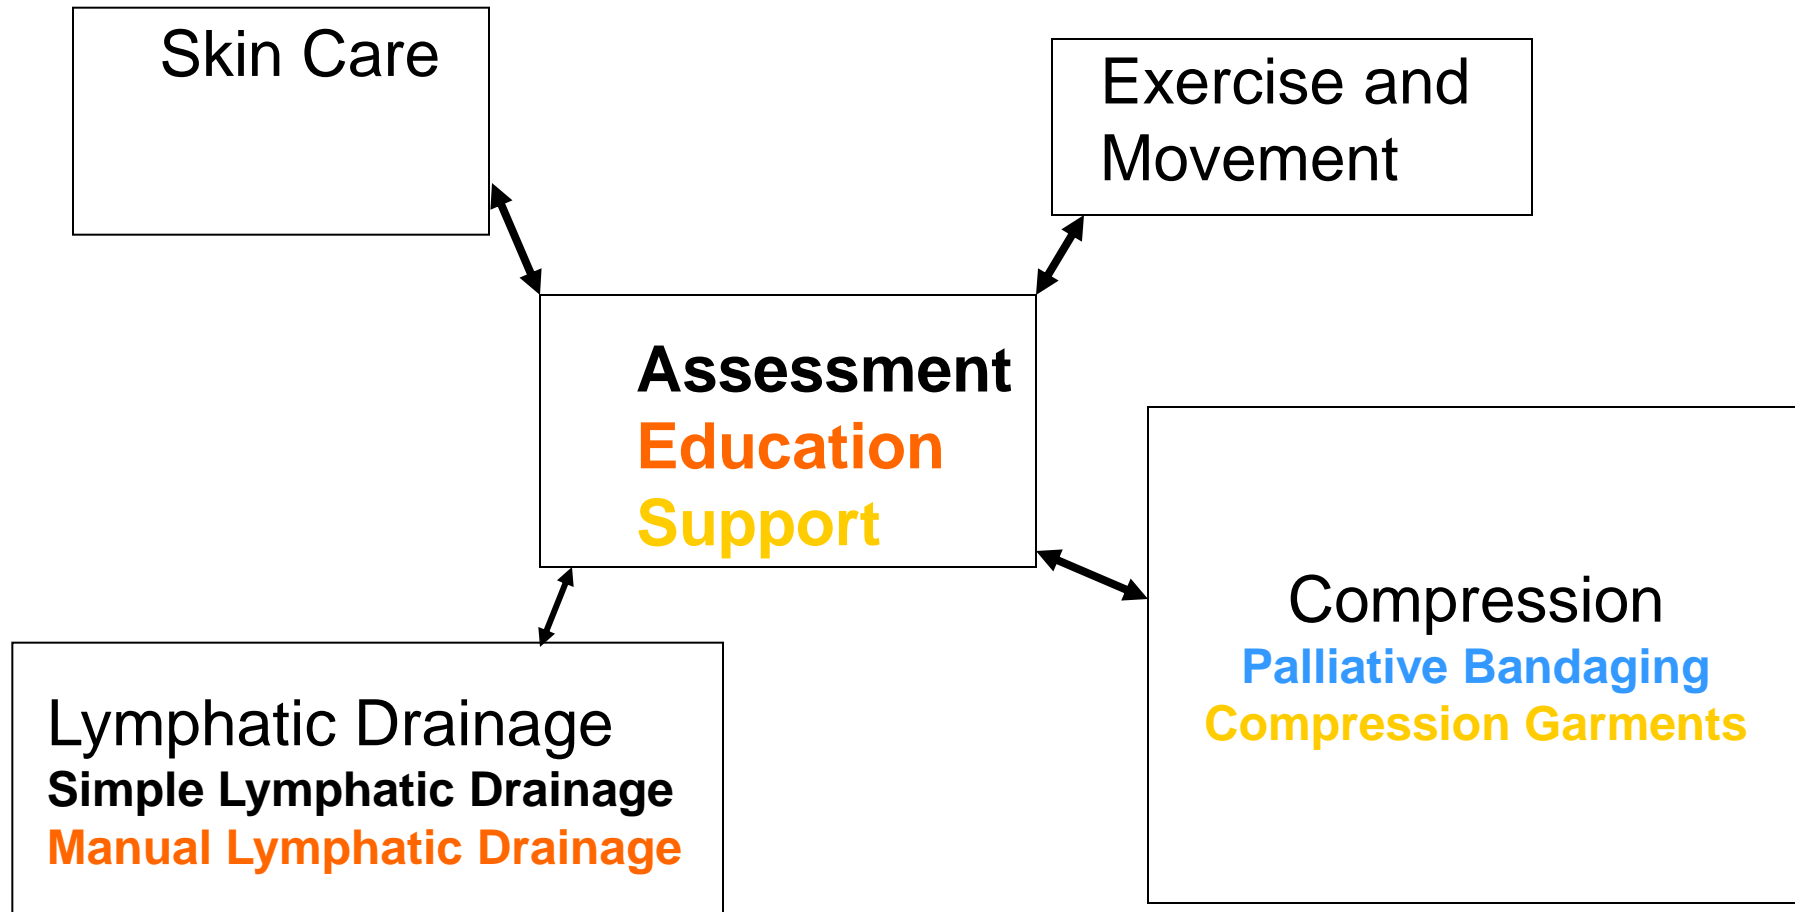 Skin Care
Exercise and
Movement
Assessment
Education
Support
Compression
Palliative Bandaging
Compression Garments
Lymphatic Drainage
Simple Lymphatic Drainage
Manual Lymphatic Drainage